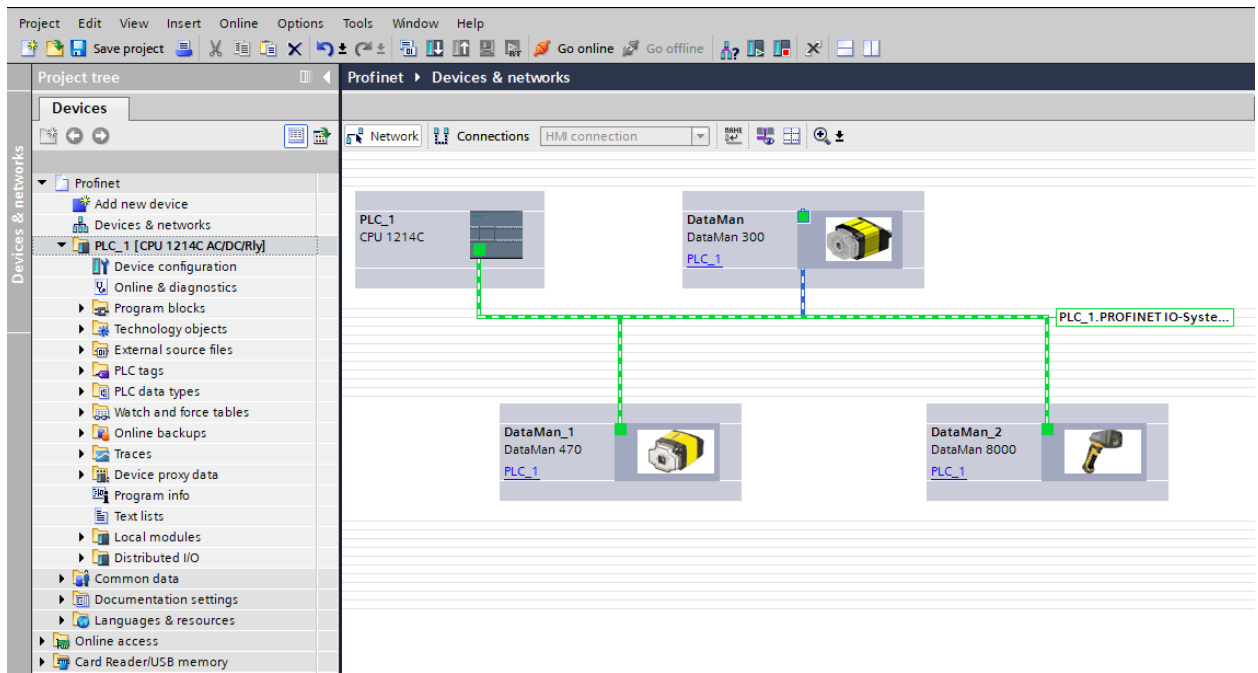 Project Edit View Insert Online Options Tools Window Help
Save project Go online Go offline
Project tree
Profinet Devices & networks
Devices
Network Connections HMI connection
Devices & networks
Profinet
Add new device
Devices & networks
PLC_1 [CPU 1214C AC/DC/Rly]
Device configuration
Online & diagnostics
Program blocks
Technology objects
External source files
PLC tags
PLC data types
Watch and force tables
Online backups
Traces
Device proxy data
Program info
Text lists
Local modules
Distributed I/O
Common data
Documentation settings
Languages & resources
Online access
Card Reader/USB memory
PLC_1
CPU 1214C
DataMan
DataMan 300
PLC_1
PLC_1.PROFINET IO-Syste...
DataMan_1
DataMan 470
PLC_1
DataMan_2
DataMan 8000
PLC_1